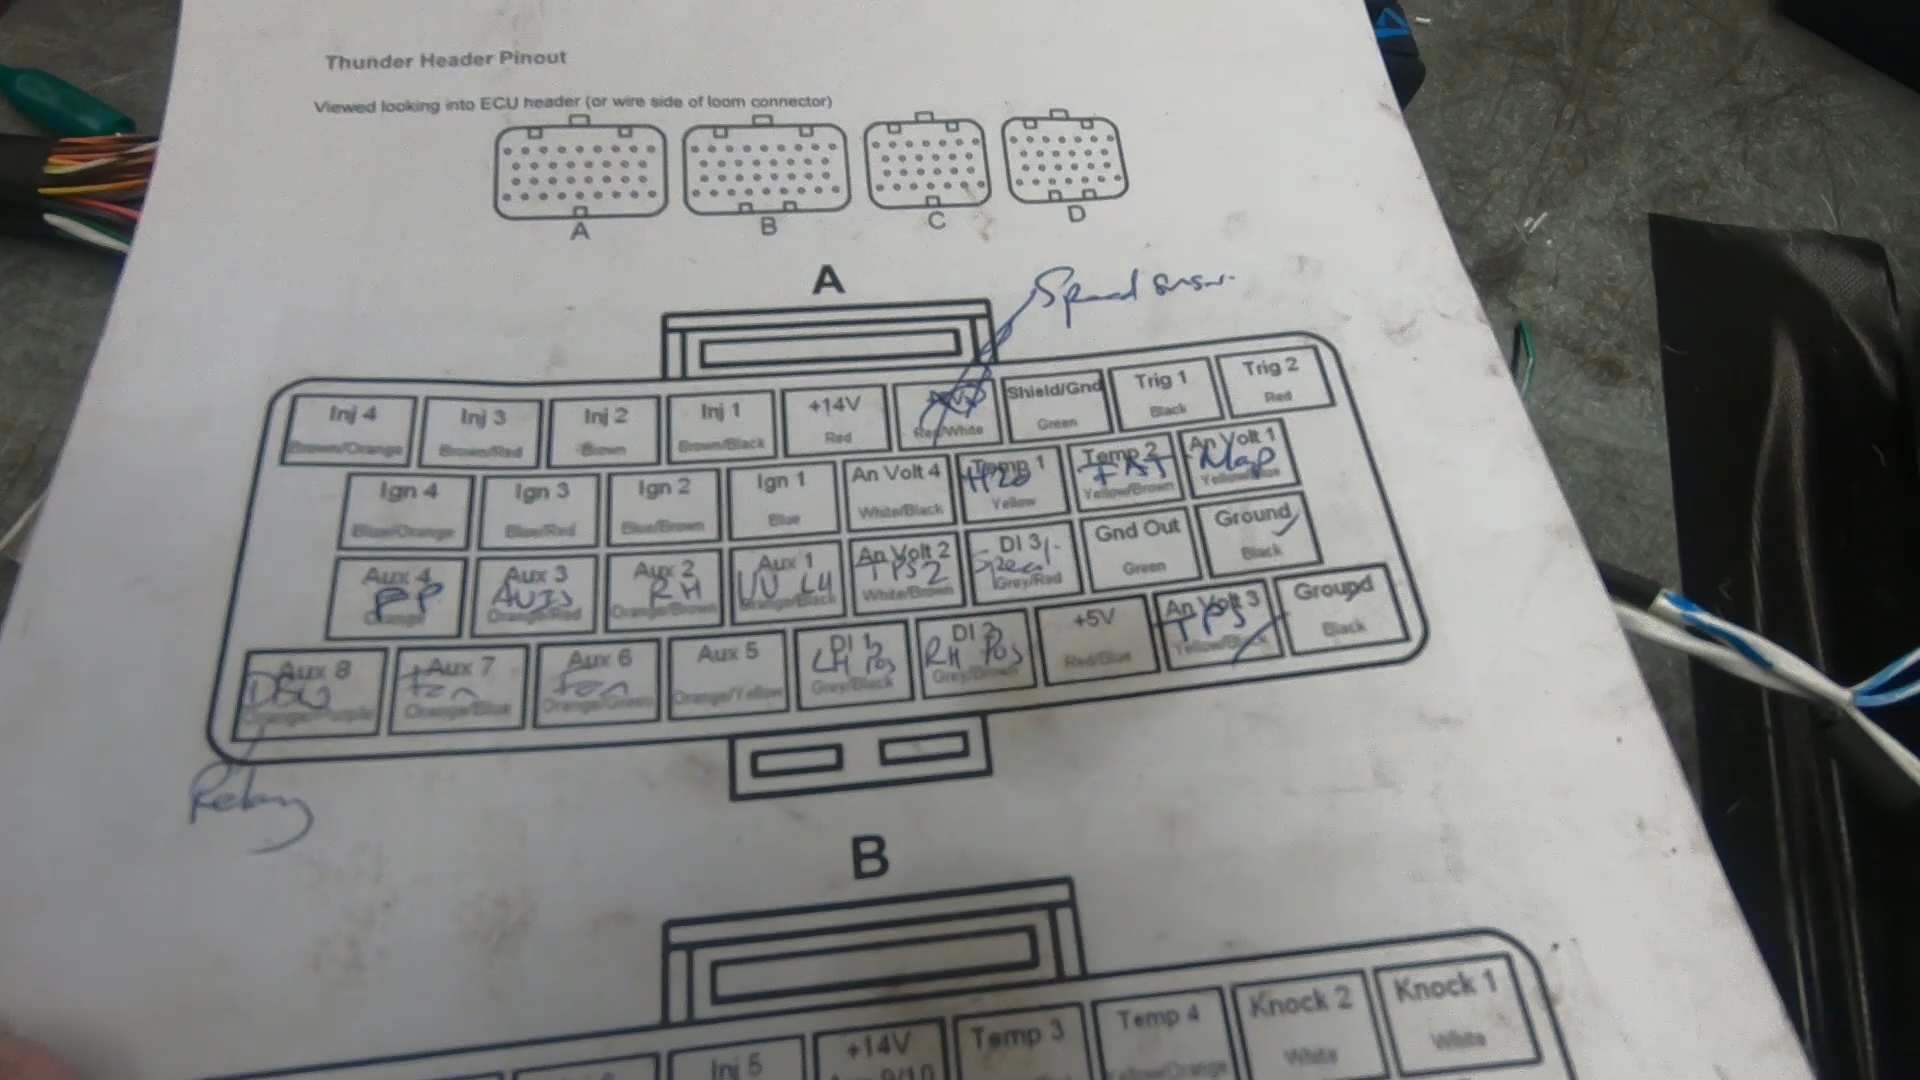 Thunder Header Pinout
Viewed looking into ECU header (or wire side of loom connector)
A B C D
A
Speed
Inj 4 Inj 3 Inj 2 Inj 1 +14V Shield/Gnd Trig 1 Trig 2
Brown/Orange Brown/Red Brown Brown/Black Red Red/White Green Black Red
Ign 4 Ign 3 Ign 2 Ign 1 An Volt 4 Temp 1 Temp 2 An Volt 1
H20 Map
Blue/Orange Blue/Red Blue/Brown Blue White/Black Yellow Yellow/Brown
Aux 4 Aux 3 Aux 2 Aux 1 An Volt 2 DI 3 Gnd Out Ground
PP RH LH TPS2
Orange Orange/Red Orange/Brown Orange/Black White/Brown Grey/Red Green Black
Aux 8 Aux 7 Aux 6 Aux 5 DI 1 DI 2 +5V An Volt 3 Ground
Fan Fan LH Pos RH Pos TPS
Orange/Purple Orange/Blue Orange/Green Orange/Yellow Grey/Black Grey/Brown Red/Blue Black
Relay
B
Inj 5 +14V Temp 3 Temp 4 Knock 2 Knock 1
Yellow/Orange White White